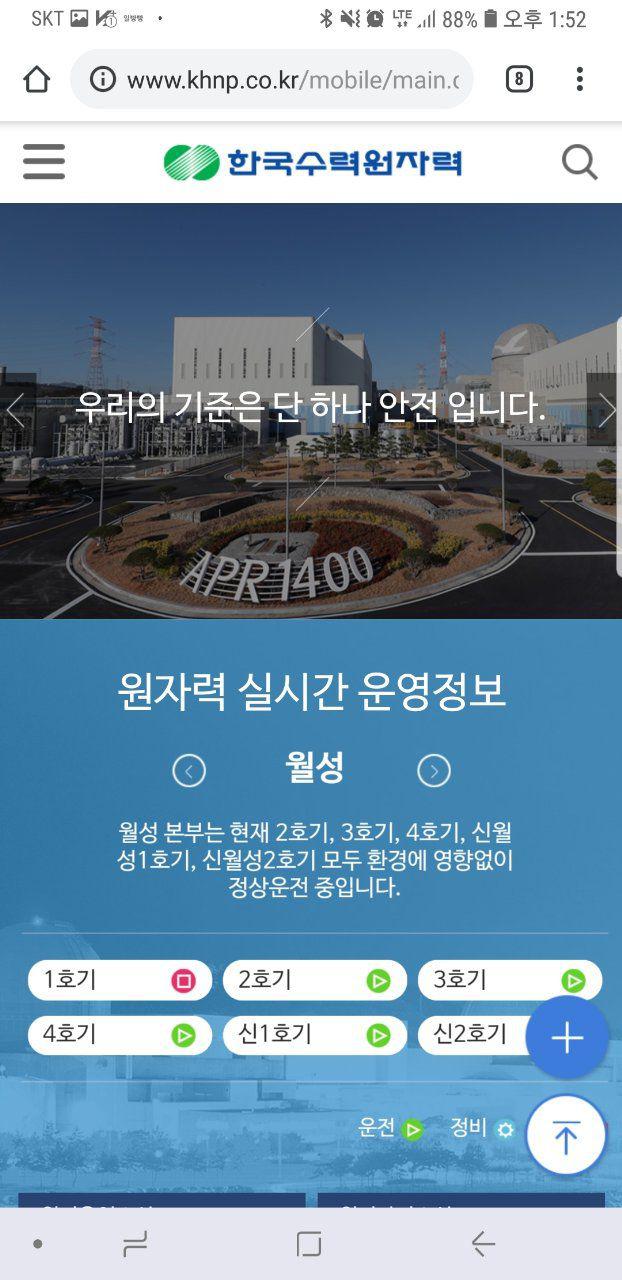 SKT LTE 88% 오후 1:52
www.khnp.co.kr/mobile/main.
8
한국수력원자력
우리의 기준은 단 하나 안전 입니다.
APR1400
원자력 실시간 운영정보
월성
월성 본부는 현재 2호기, 3호기, 4호기, 신월
성1호기, 신월성2호기 모두 환경에 영향없이
정상운전 중입니다.
1호기 2호기 3호기
4호기 신1호기 신2호기
운전 정비